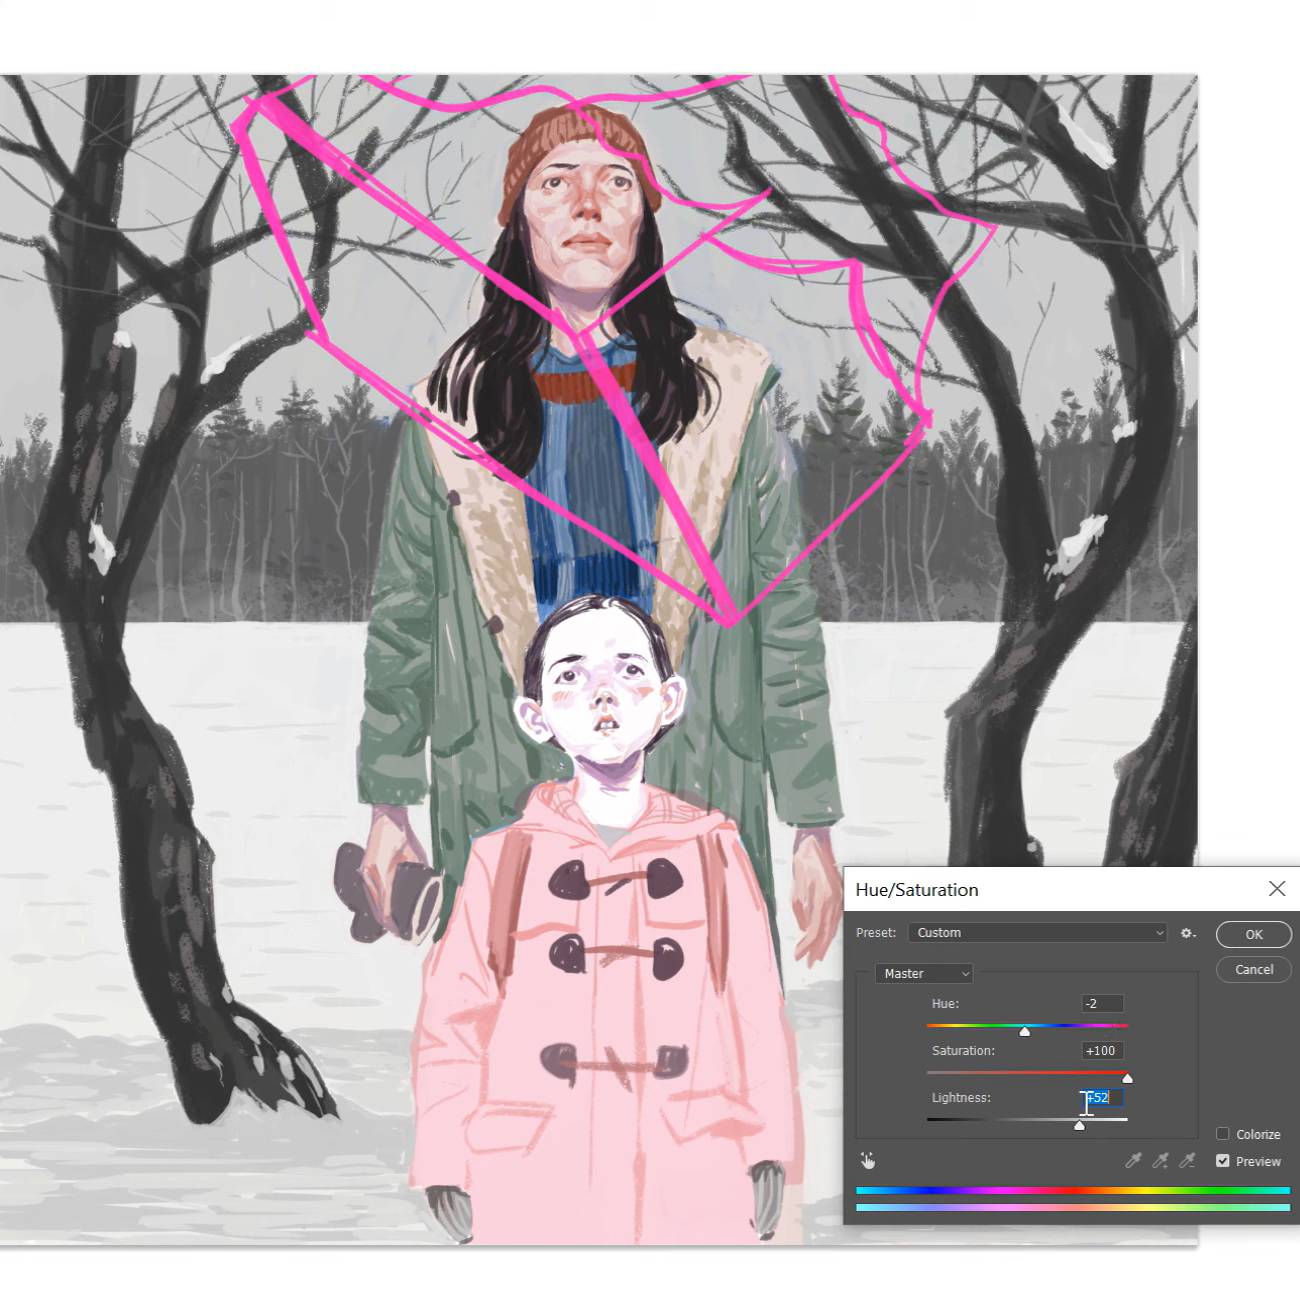 Hue/Saturation
Preset: Custom
OK
Master
Cancel
Hue: -2
Saturation: +100
Lightness: +52
Colorize
Preview